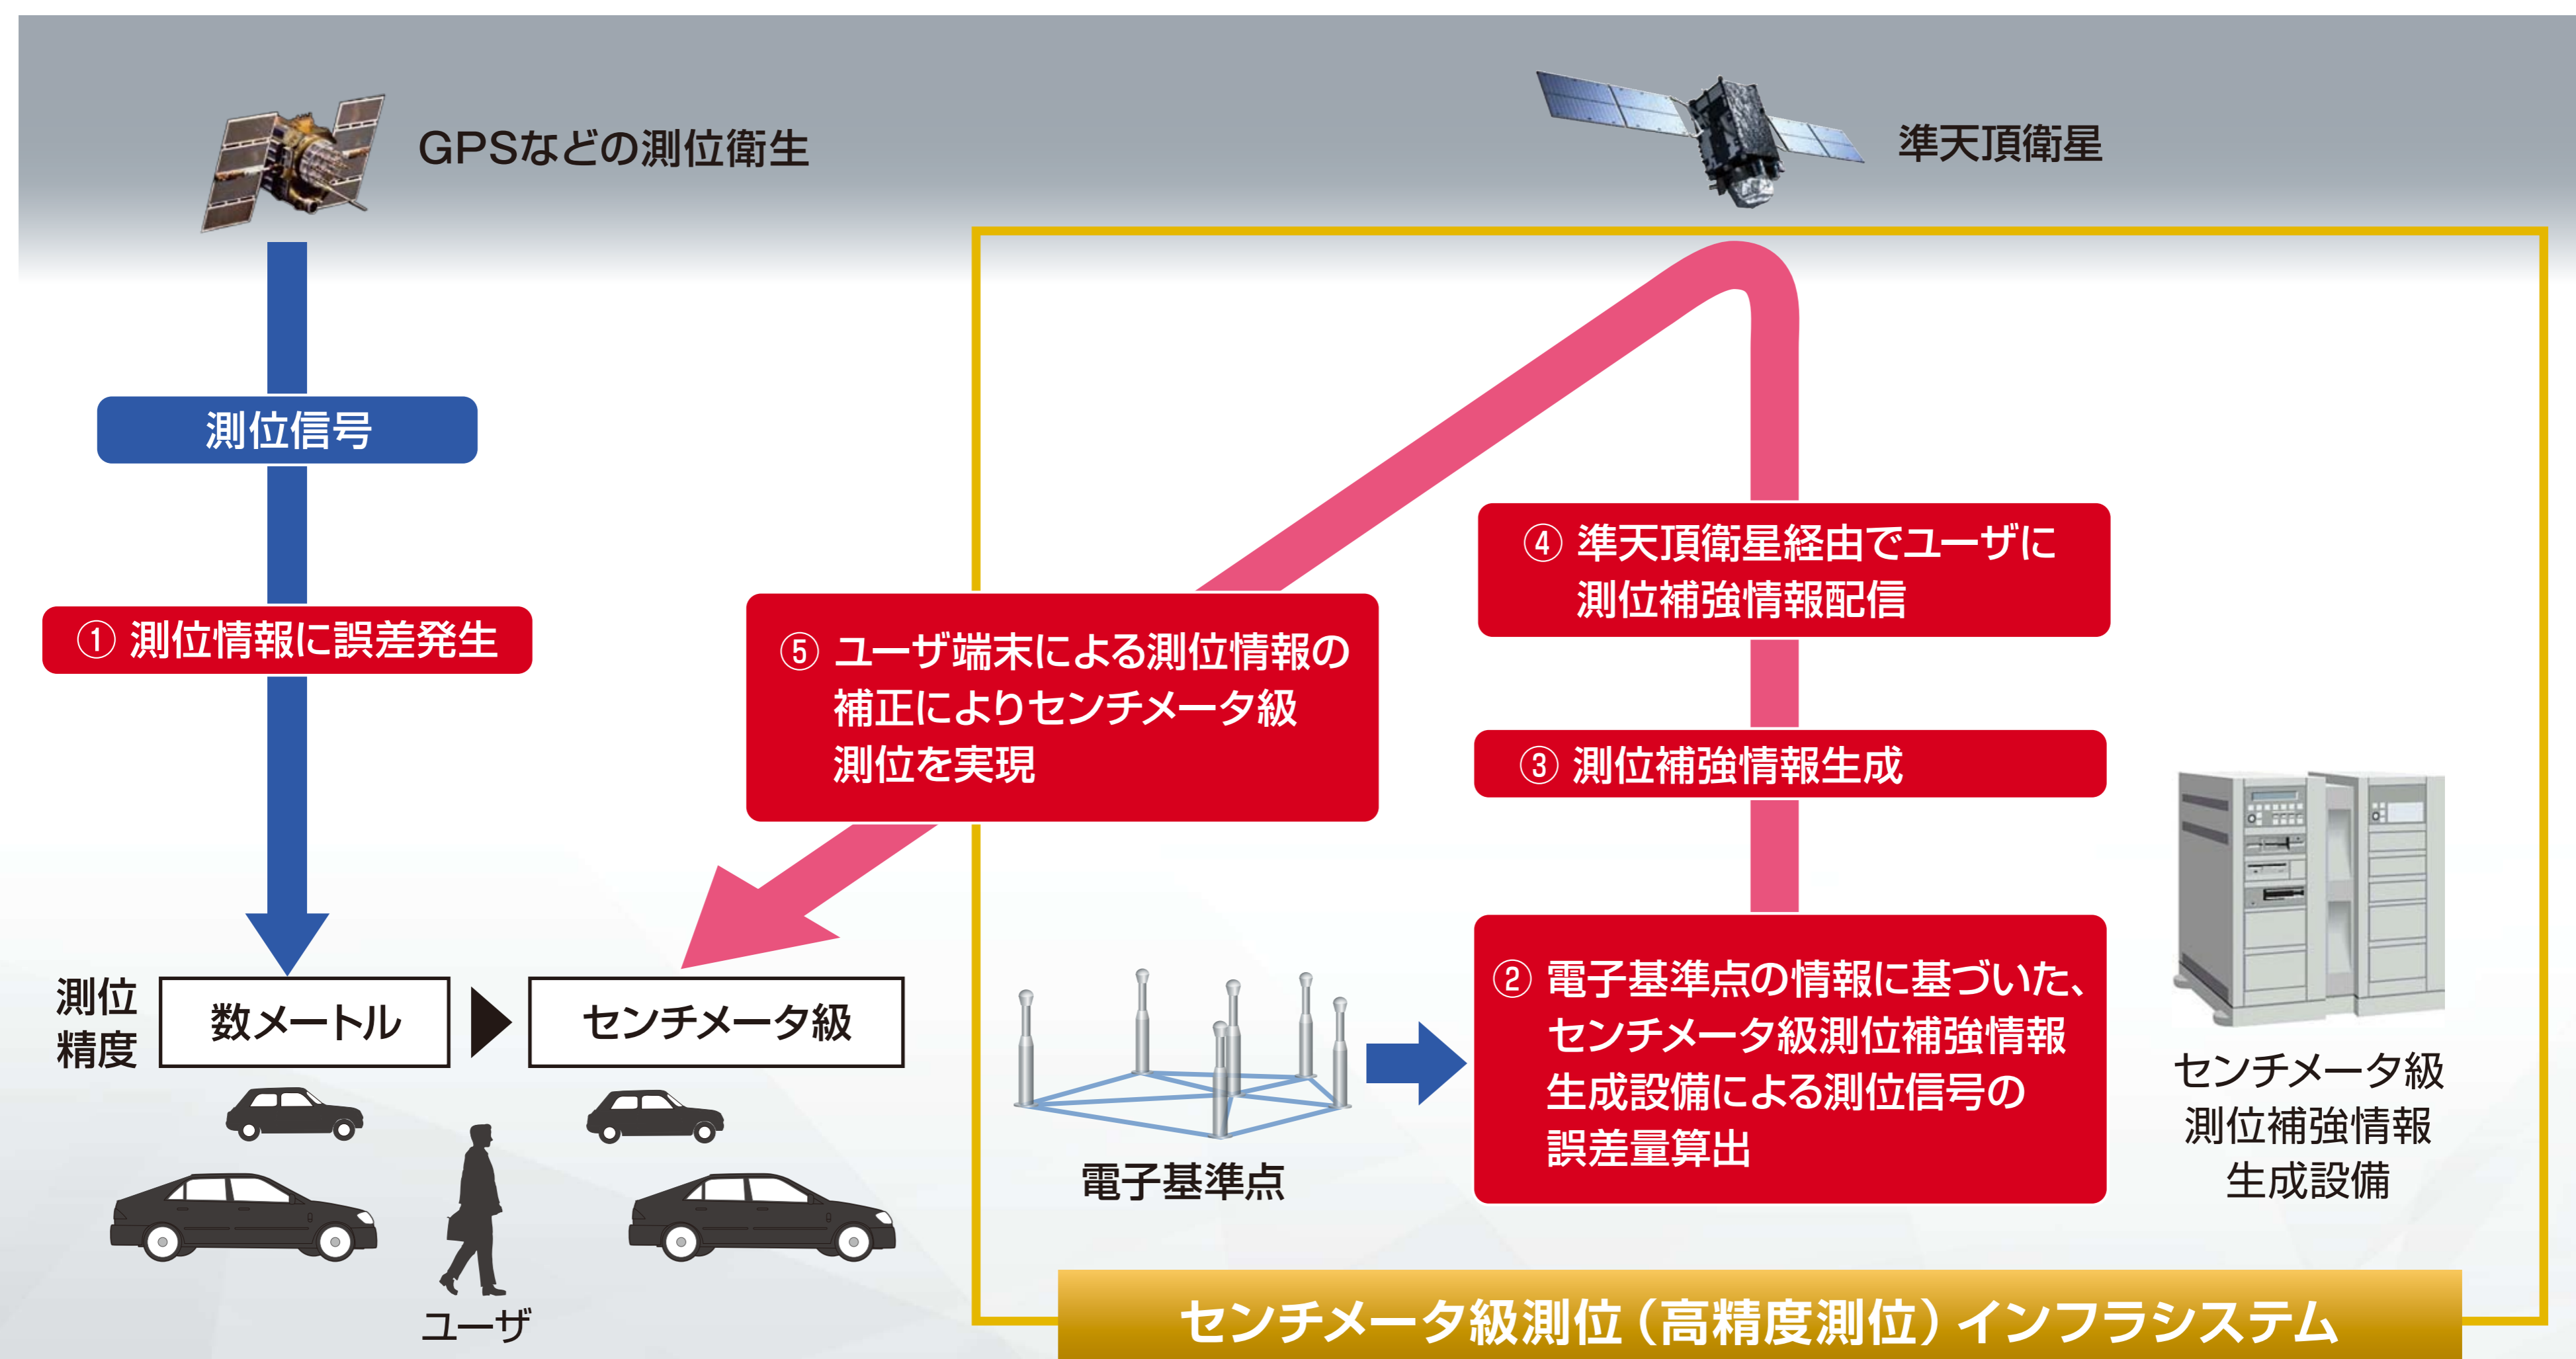 GPSなどの測位衛生
準天頂衛星
測位信号
① 測位情報に誤差発生
④ 準天頂衛星経由でユーザに
測位補強情報配信
⑤ ユーザ端末による測位情報の
補正によりセンチメータ級
測位を実現
③ 測位補強情報生成
測位
精度
数メートル
センチメータ級
② 電子基準点の情報に基づいた、
センチメータ級測位補強情報
生成設備による測位信号の
誤差量算出
センチメータ級
測位補強情報
生成設備
電子基準点
ユーザ
センチメータ級測位（高精度測位）インフラシステム